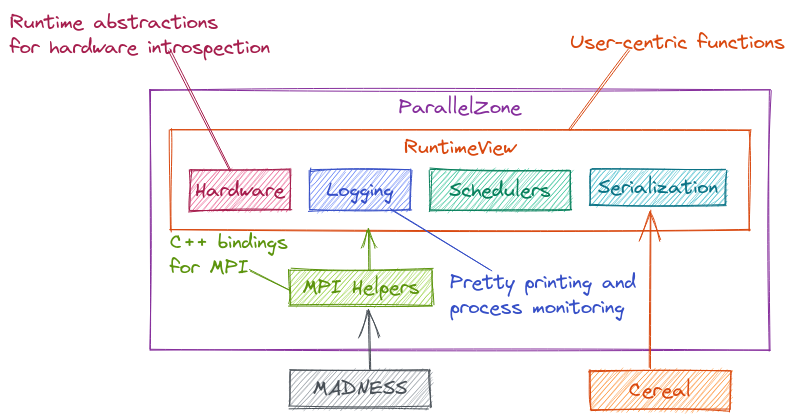 Runtime abstractions
for hardware introspection
User-centric functions
ParallelZone
RuntimeView
Hardware
Logging
Schedulers
Serialization
C++ bindings
for MPI
MPI Helpers
Pretty printing and
process monitoring
MADNESS
Cereal